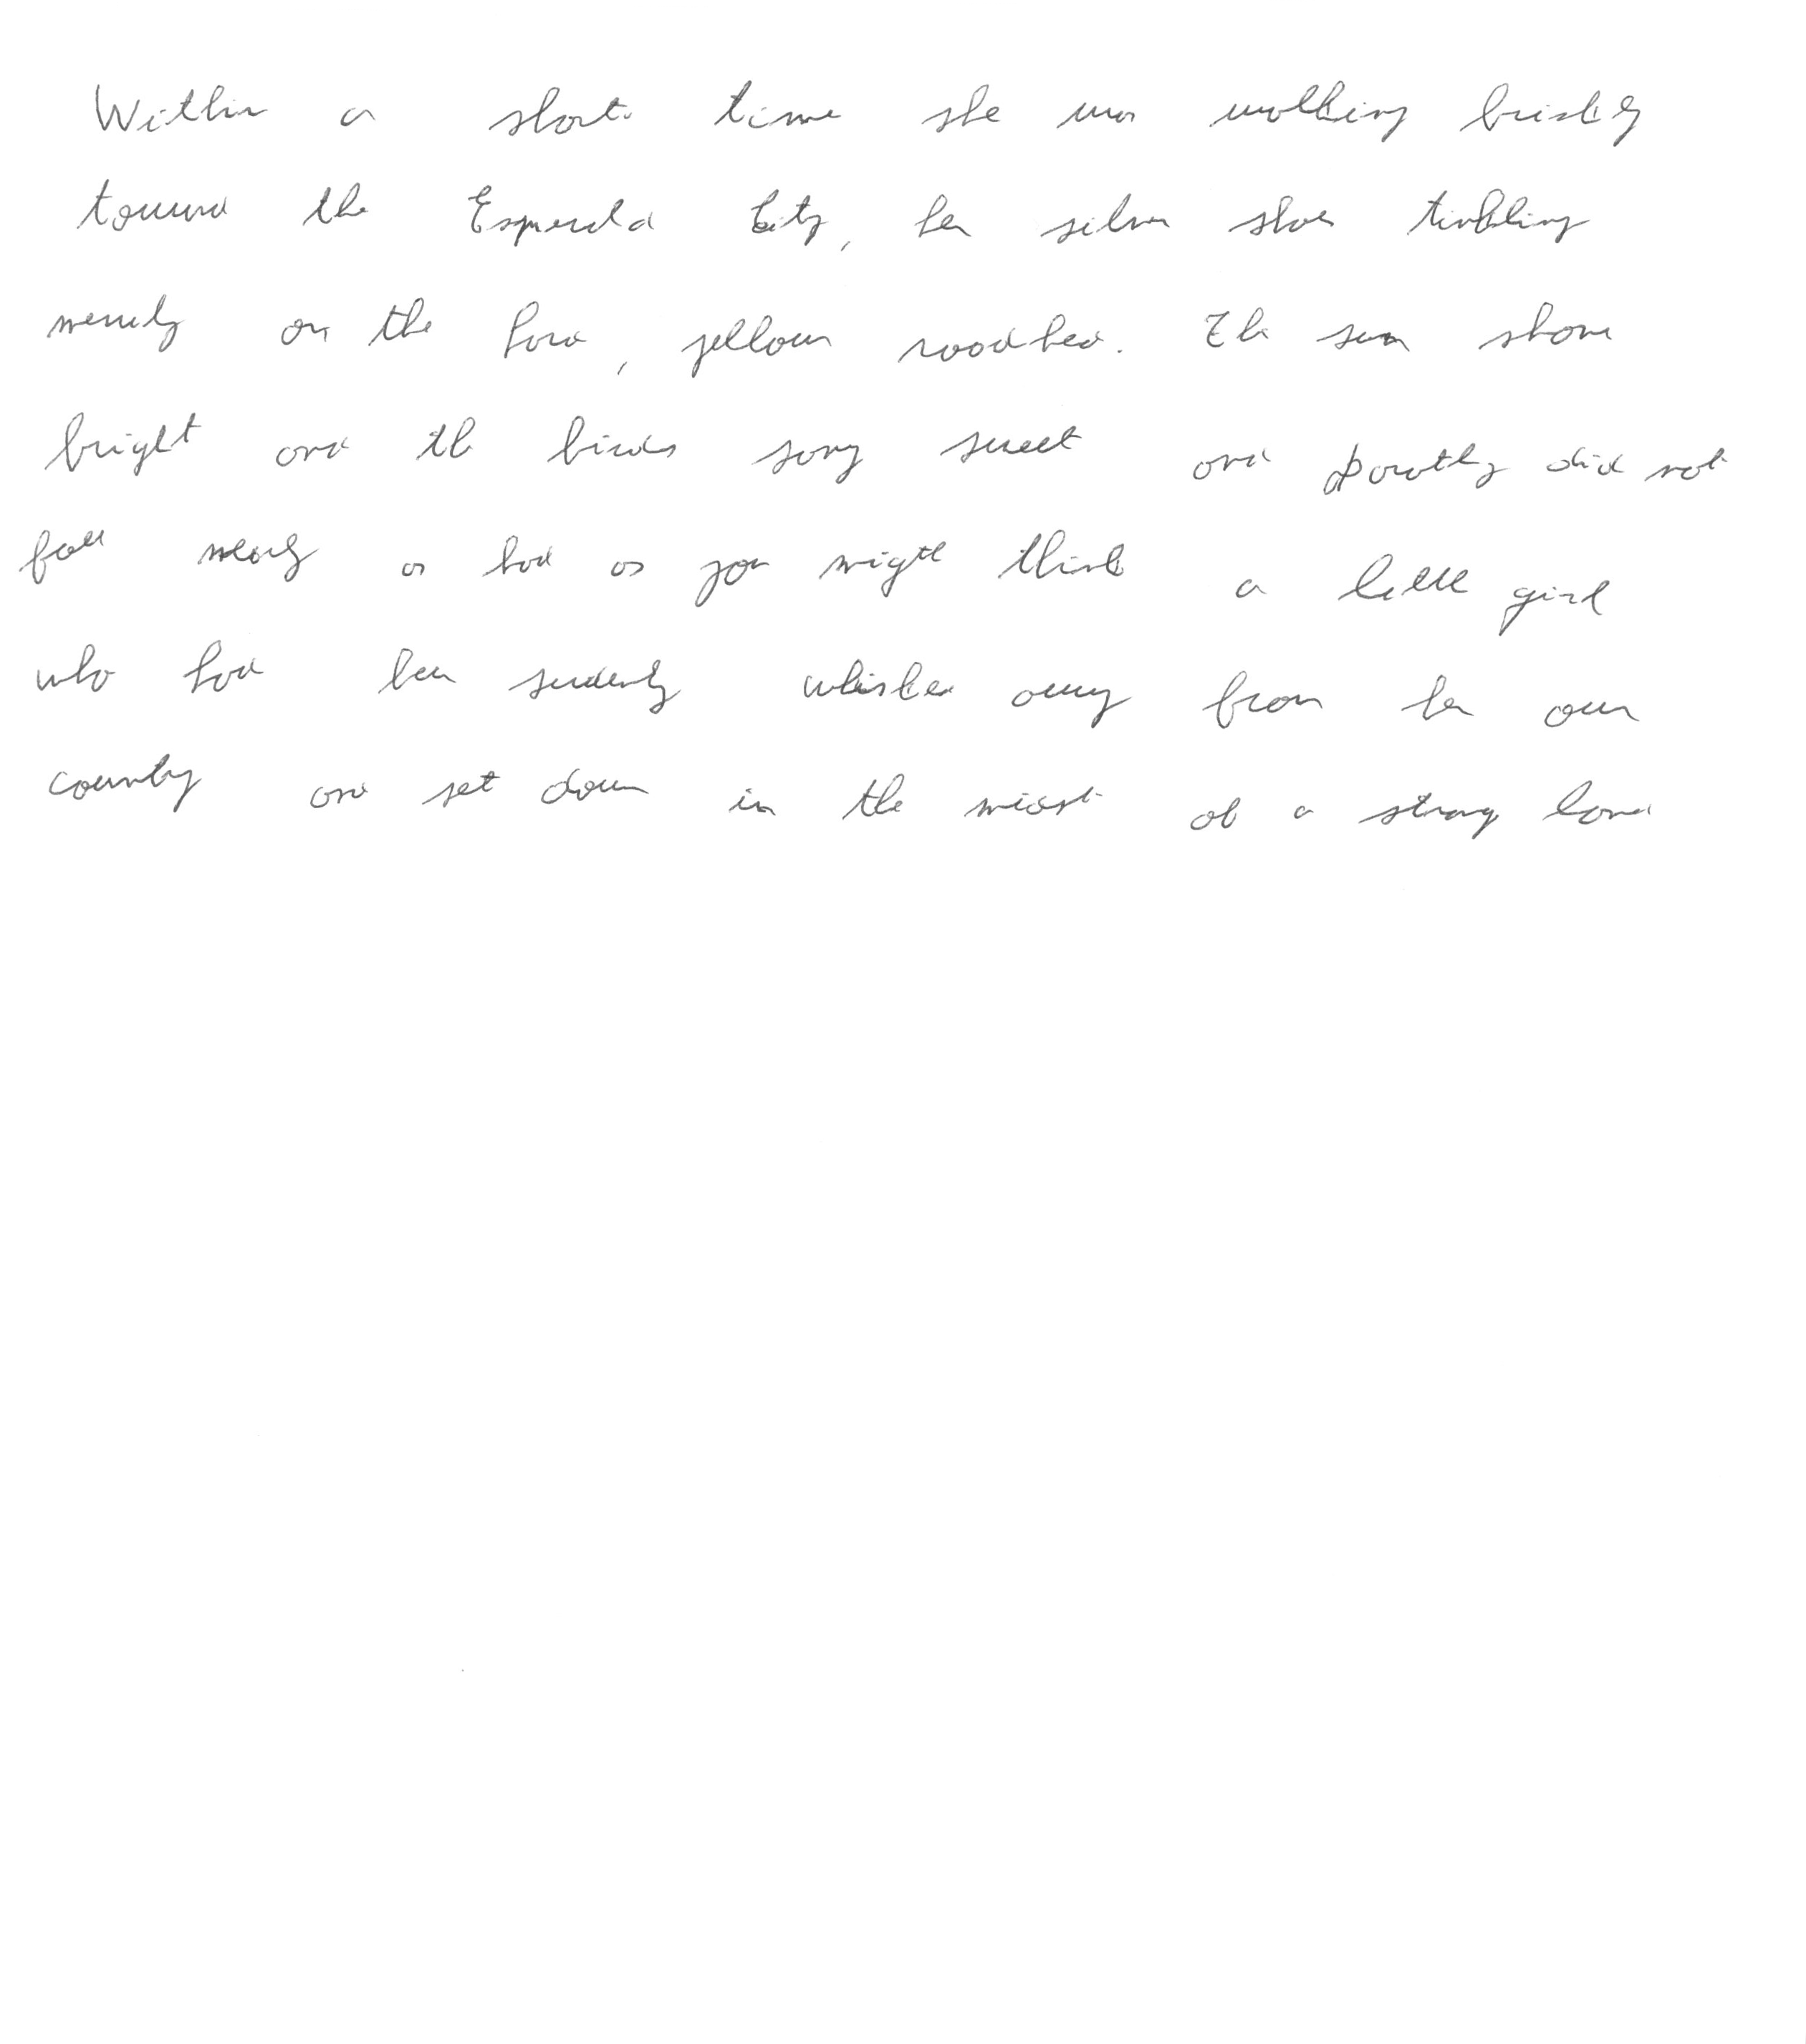 Within a short time she was walking briskly
toward the Esmerald City, her silver shoes tinkling
merrily on the hard, yellow roadbed. The sun shone
bright and the birds sang sweet and Dorothy did not
feel nearly as bad as you might think a little girl
who had been suddenly whisked away from her own
country and set down in the midst of a strange land